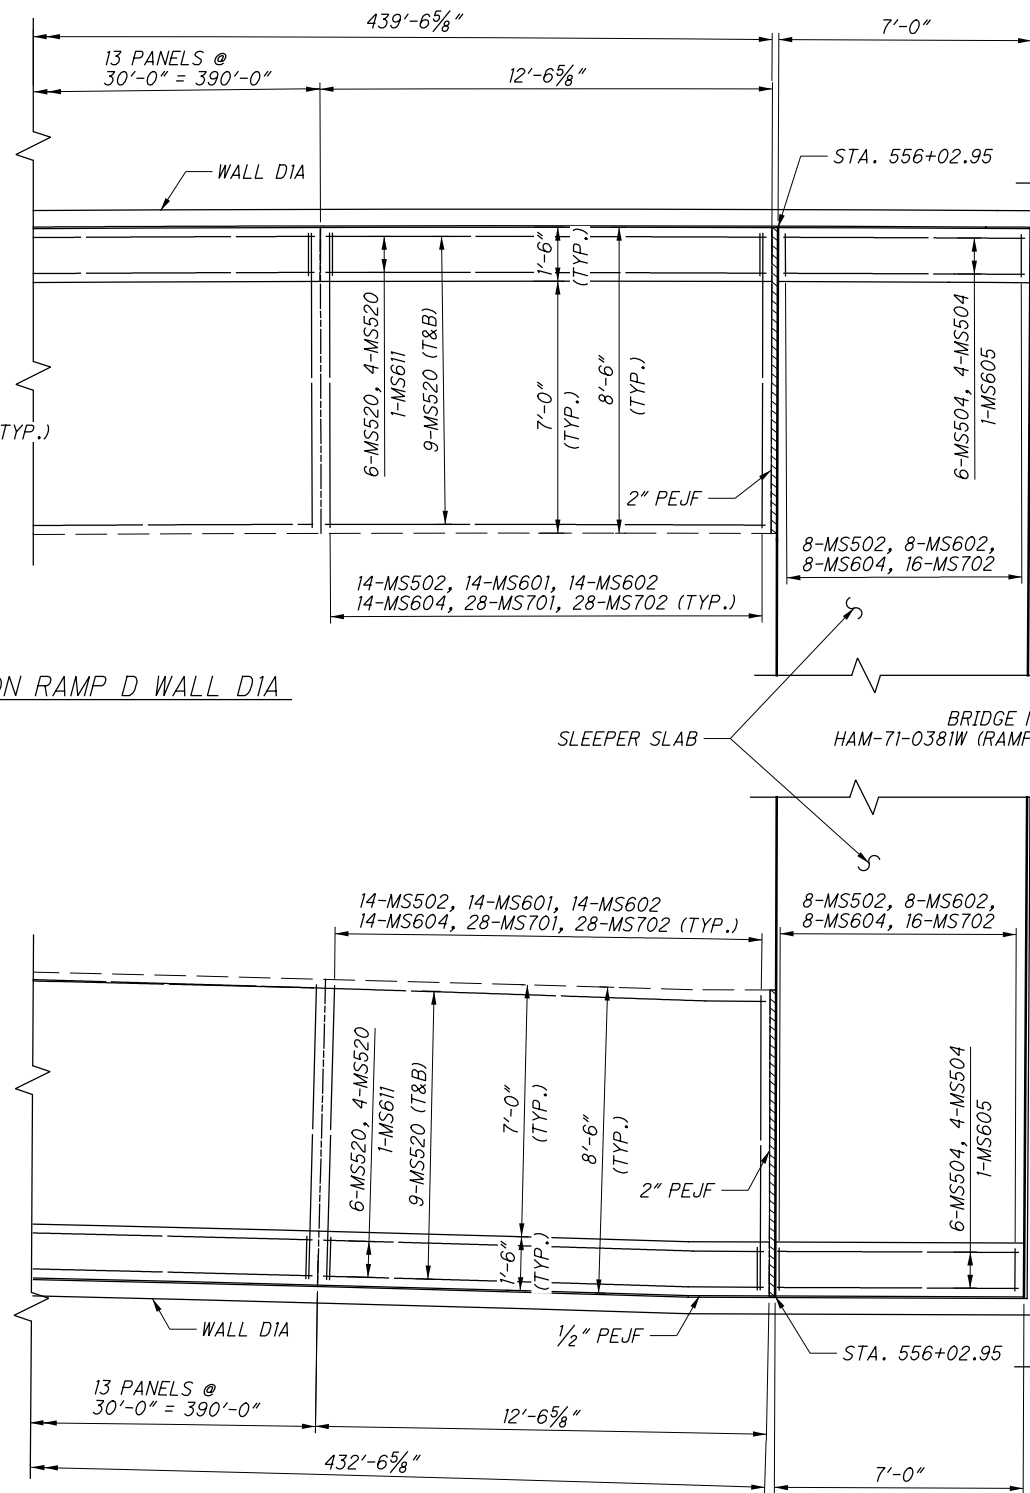 439'-6⅝"
7'-0"
13 PANELS @
30'-0" = 390'-0"
12'-6⅝"
WALL D1A
STA. 556+02.95
1'-6"
(TYP.)
6-MS520, 4-MS520
1-MS611
9-MS520 (T&B)
7'-0"
(TYP.)
8'-6"
(TYP.)
6-MS504, 4-MS504
1-MS605
TYP.)
2" PEJF
8-MS502, 8-MS602,
8-MS604, 16-MS702
14-MS502, 14-MS601, 14-MS602
14-MS604, 28-MS701, 28-MS702 (TYP.)
ON RAMP D WALL D1A
SLEEPER SLAB
BRIDGE
HAM-71-0381W (RAMP
14-MS502, 14-MS601, 14-MS602
14-MS604, 28-MS701, 28-MS702 (TYP.)
8-MS502, 8-MS602,
8-MS604, 16-MS702
6-MS520, 4-MS520
1-MS611
9-MS520 (T&B)
7'-0"
(TYP.)
8'-6"
(TYP.)
6-MS504, 4-MS504
1-MS605
2" PEJF
1'-6"
(TYP.)
WALL D1A
½" PEJF
STA. 556+02.95
13 PANELS @
30'-0" = 390'-0"
12'-6⅝"
432'-6⅝"
7'-0"